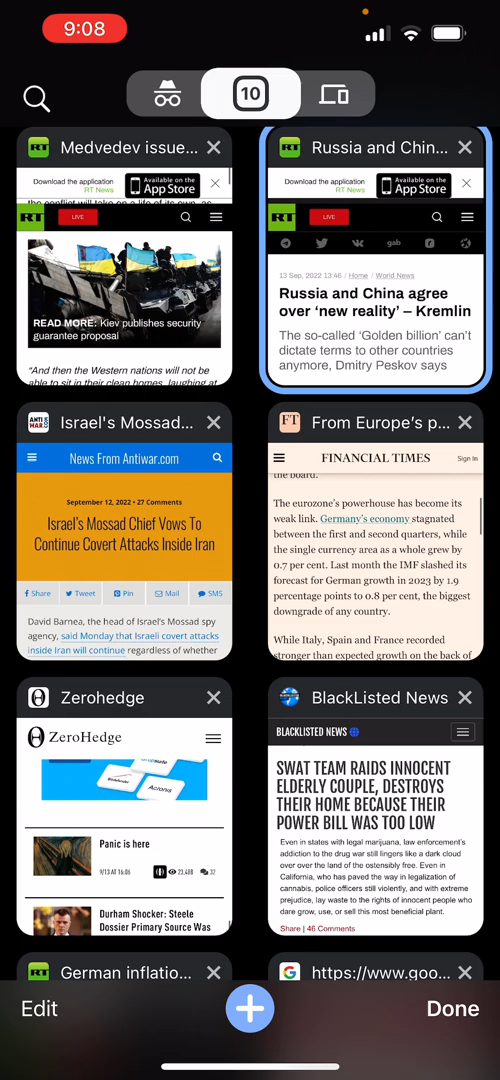 9:08
10
RT Medvedev issue...
Download the application
RT News
Available on the
App Store
the conflict will take on a life of its own, as
RT LIVE
READ MORE: Kiev publishes security
guarantee proposal
"And then the Western nations will not be
able to sit in their clean homes, laughing at
RT Russia and Chin...
Download the application
RT News
Available on the
App Store
RT LIVE
gab
13 Sep, 2022 13:46 / Home / World News
Russia and China agree
over ‘new reality’ – Kremlin
The so-called ‘Golden billion’ can’t
dictate terms to other countries
anymore, Dmitry Peskov says
ANTI WAR.COM Israel's Mossad...
News From Antiwar.com
September 12, 2022 • 27 Comments
Israel’s Mossad Chief Vows To
Continue Covert Attacks Inside Iran
Share Tweet Pin Mail SMS
David Barnea, the head of Israel’s Mossad spy
agency, said Monday that Israeli covert attacks
inside Iran will continue regardless of whether
FT From Europe’s p...
FINANCIAL TIMES Sign In
the board.
The eurozone’s powerhouse has become its
weak link. Germany’s economy stagnated
between the first and second quarters, while
the single currency area as a whole grew by
0.7 per cent. Last month the IMF slashed its
forecast for German growth in 2023 by 1.9
percentage points to 0.8 per cent, the biggest
downgrade of any country.
While Italy, Spain and France recorded
stronger than expected growth on the back of
Zerohedge
ZeroHedge
Acronis
Panic is here
9/13 AT 16:06 23,488 32
Durham Shocker: Steele
Dossier Primary Source Was
BlackListed News
BLACKLISTED NEWS
SWAT TEAM RAIDS INNOCENT
ELDERLY COUPLE, DESTROYS
THEIR HOME BECAUSE THEIR
POWER BILL WAS TOO LOW
Even in states with legal marijuana, law enforcement’s
addiction to the drug war still lingers like a dark cloud
over over the land of the ostensibly free. Even in
California, who has paved the way in legalization of
cannabis, police officers still violently, and with extreme
prejudice, lay waste to the rights of innocent people who
dare grow, use, or sell this most beneficial plant.
Share | 46 Comments
RT German inflatio...
https://www.goo...
Edit
Done